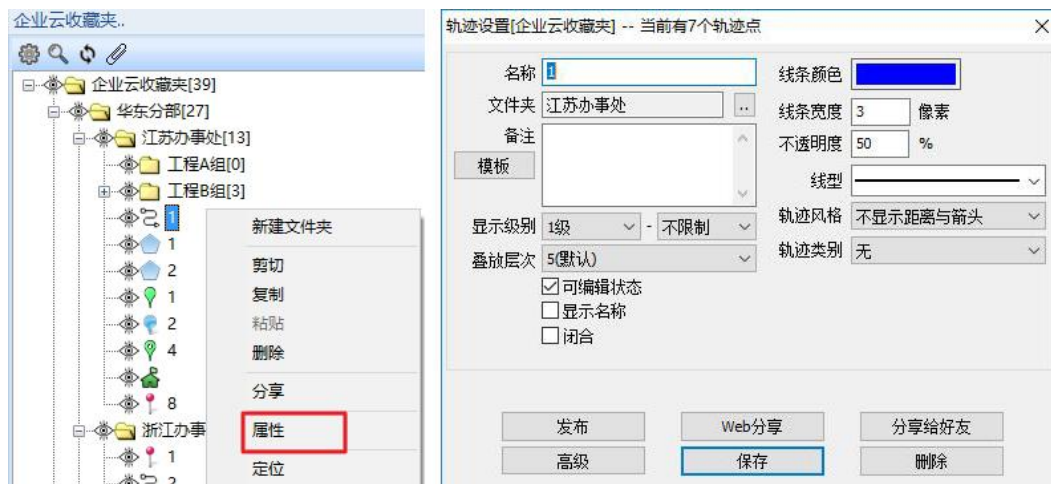 企业云收藏夹..
企业云收藏夹[39]
华东分部[27]
江苏办事处[13]
工程A组[0]
工程B组[3]
1
1
2
1
2
4
8
浙江办事
1
2
新建文件夹
剪切
复制
粘贴
删除
分享
属性
定位
轨迹设置[企业云收藏夹] -- 当前有7个轨迹点
名称 1
文件夹 江苏办事处 ..
备注
模板
显示级别 1级 - 不限制
叠放层次 5(默认)
可编辑状态
显示名称
闭合
线条颜色
线条宽度 3 像素
不透明度 50 %
线型
轨迹风格 不显示距离与箭头
轨迹类别 无
发布 Web分享 分享给好友
高级 保存 删除